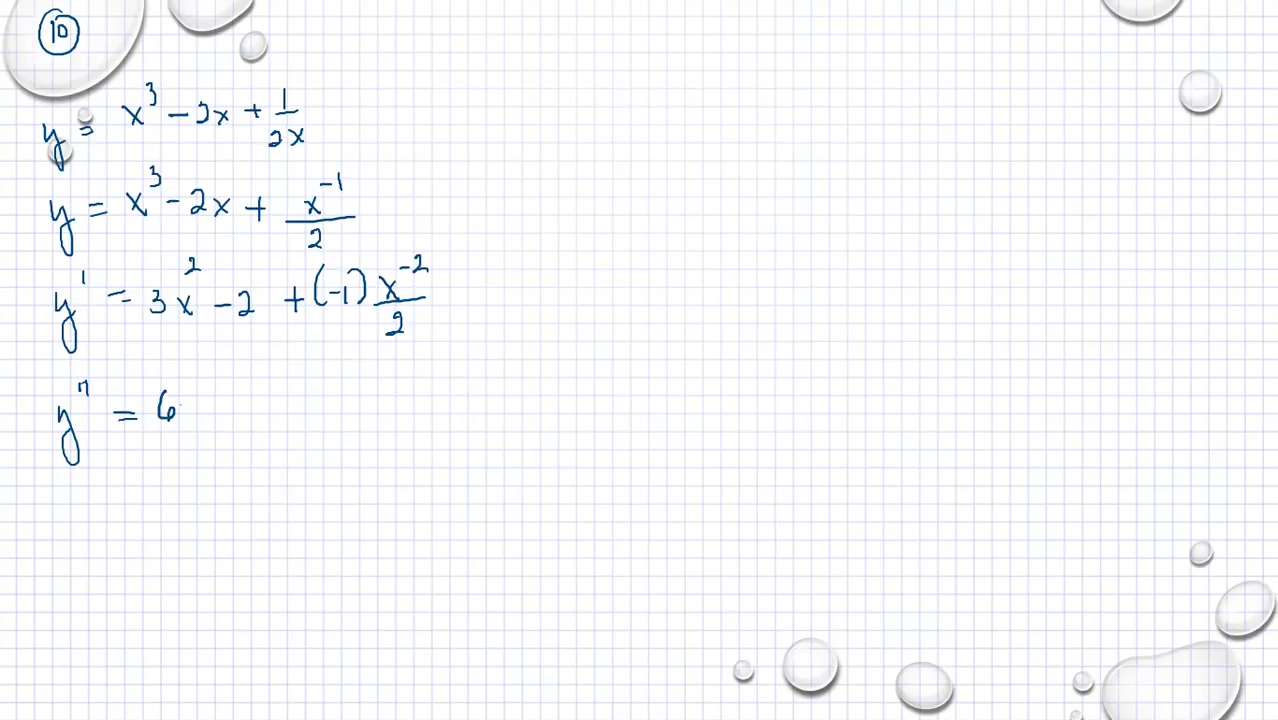 10
y = x³ - 2x + 1/2x
y = x³ - 2x + x⁻¹/2
y' = 3x² - 2 + (-1) x⁻²/2
y" = 6